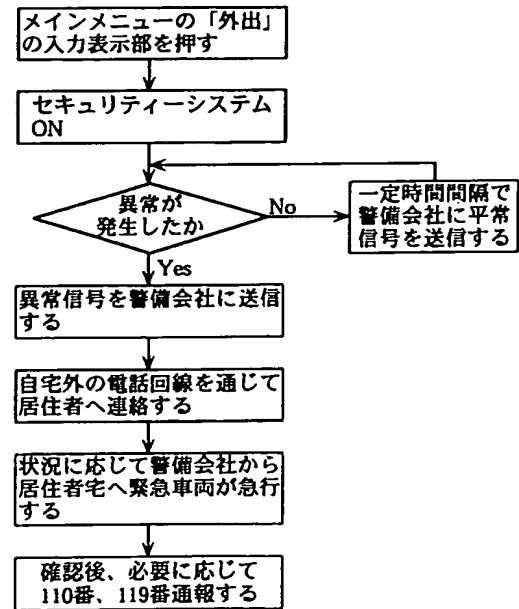 メインメニューの「外出」
の入力表示部を押す
セキュリティーシステム
ON
異常が
発生したか
No
一定時間間隔で
警備会社に平常
信号を送信する
Yes
異常信号を警備会社に送信
する
自宅外の電話回線を通じて
居住者へ連絡する
状況に応じて警備会社から
居住者宅へ緊急車両が急行
する
確認後、必要に応じて
110番、119番通報する